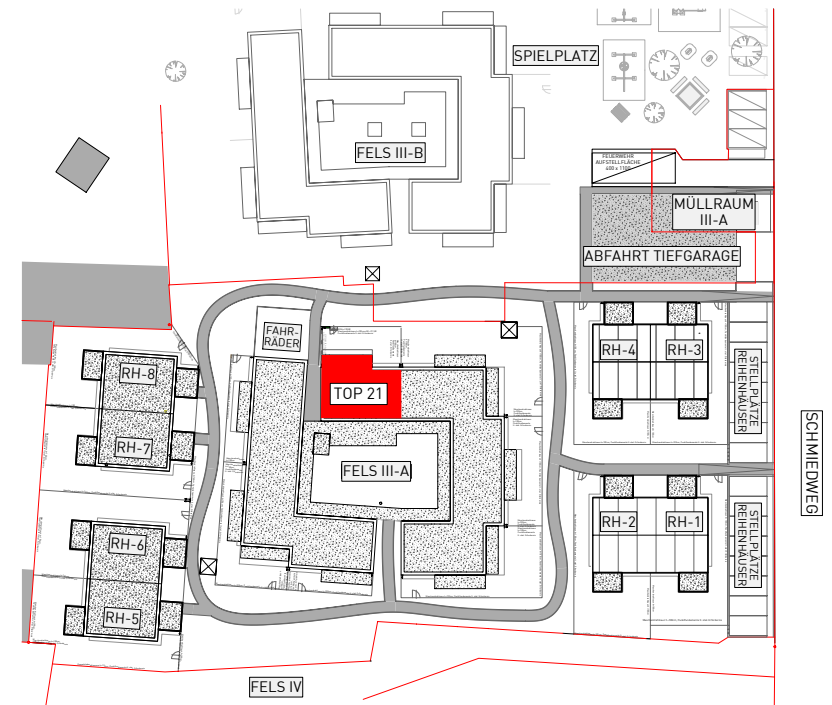 SPIELPLATZ
FELS III-B
FEUERWEHR
AUFSTELLFLÄCHE
400 x 1100
MÜLLRAUM
III-A
ABFAHRT TIEFGARAGE
FAHR-
RÄDER
RH-4
RH-3
STELLPLÄTZE
REIHENHÄUSER
RH-8
RH-7
TOP 21
FELS III-A
SCHMIEDWEG
RH-2
RH-1
STELLPLÄTZE
REIHENHÄUSER
RH-6
RH-5
FELS IV